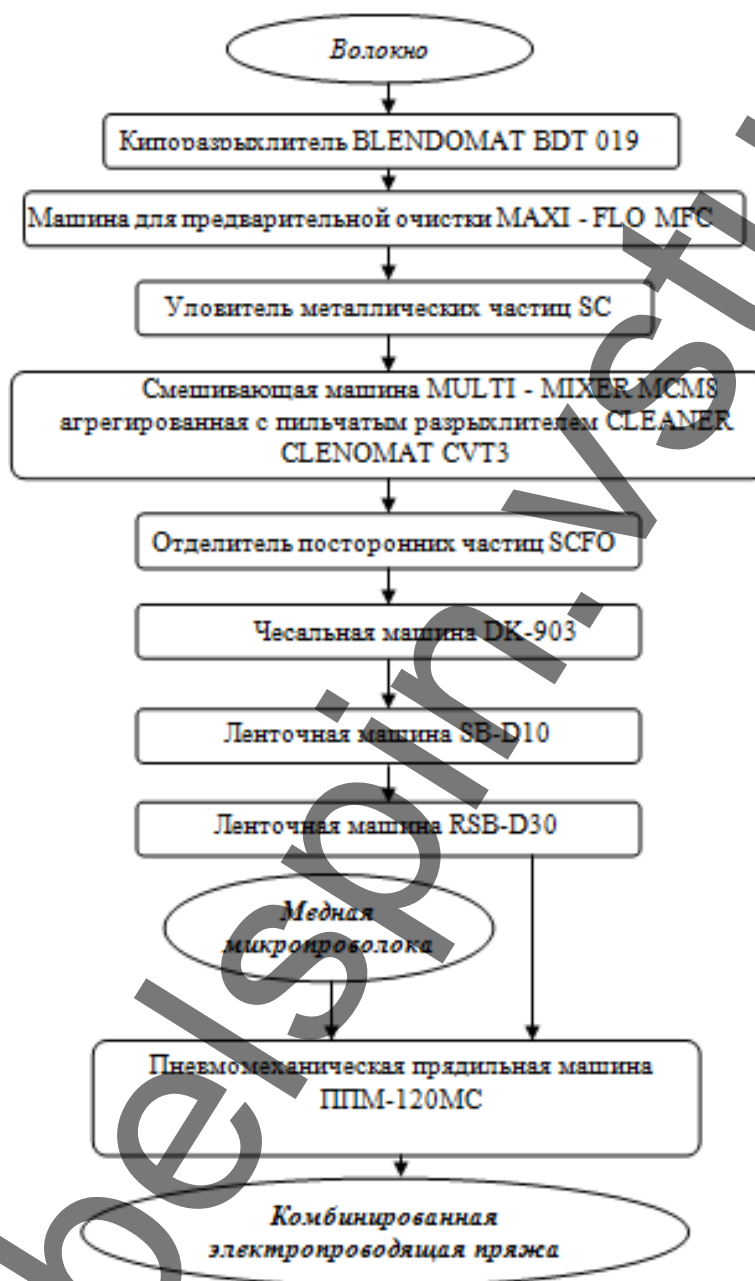 Волокно
Кипоразрыхлитель BLENDOMAT BDT 019
Машина для предварительной очистки MAXI - FLO MFC
Уловитель металлических частиц SC
Смешивающая машина MULTI - MIXER MCM8
агрегированная с пильчатым разрыхлителем CLEANER
CLENOMAT CVT3
Отделитель посторонних частиц SCFO
Чесальная машина DK-903
Ленточная машина SB-D10
Ленточная машина RSB-D30
Медная
микропроволока
Пневмомеханическая прядильная машина
ППМ-120МС
Комбинированная
электропроводящая пряжа
belspin.vstu